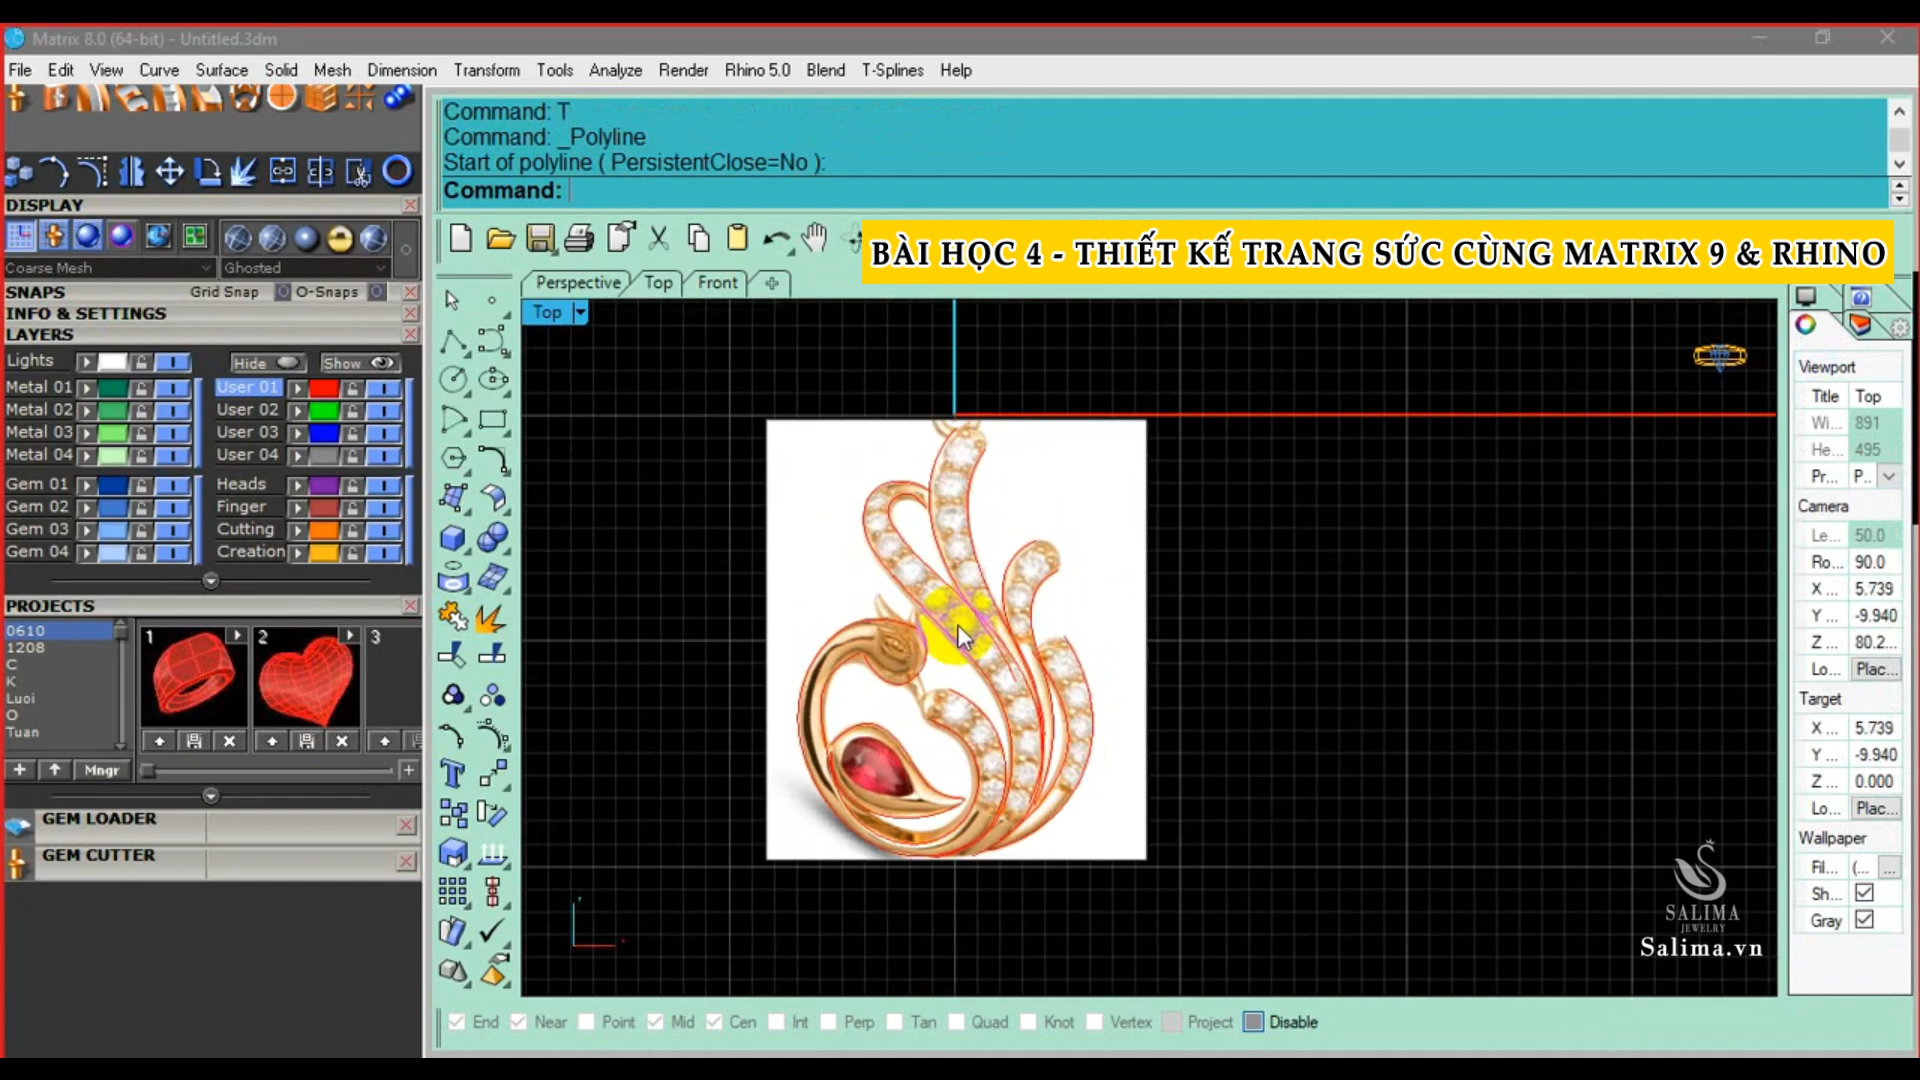 Matrix 8.0 (64-bit) - Untitled.3dm
File Edit View Curve Surface Solid Mesh Dimension Transform Tools Analyze Render Rhino 5.0 Blend T-Splines Help
Command: T
Command: _Polyline
Start of polyline ( PersistentClose=No ):
Command:
BÀI HỌC 4 - THIẾT KẾ TRANG SỨC CÙNG MATRIX 9 & RHINO
DISPLAY
Coarse Mesh Ghosted
SNAPS Grid Snap O-Snaps
INFO & SETTINGS
LAYERS
Lights Hide Show
Metal 01 User 01
Metal 02 User 02
Metal 03 User 03
Metal 04 User 04
Gem 01 Heads
Gem 02 Finger
Gem 03 Cutting
Gem 04 Creation
PROJECTS
0610
1208
C
K
Luoi
O
Tuan
1 2 3
Mngr
GEM LOADER
GEM CUTTER
Perspective Top Front
Top
Viewport
Title Top
Wi... 891
He... 495
Pr... P..
Camera
Le... 50.0
Ro... 90.0
X ... 5.739
Y ... -9.940
Z ... 80.2...
Lo... Plac...
Target
X ... 5.739
Y ... -9.940
Z ... 0.000
Lo... Plac...
Wallpaper
Fil... (... ...
Sh...
Gray
SALIMA
JEWELRY
Salima.vn
End Near Point Mid Cen Int Perp Tan Quad Knot Vertex Project Disable